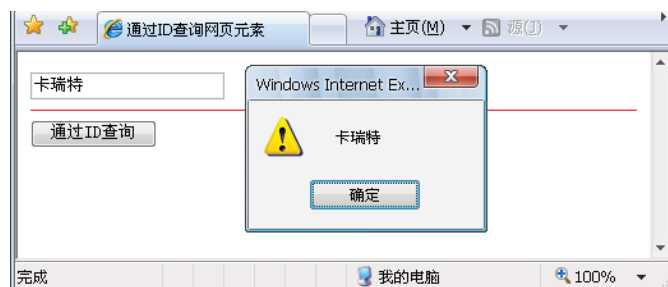 通过ID查询网页元素
主页(M)
源(J)
卡瑞特
通过ID查询
Windows Internet Ex...
卡瑞特
确定
完成
我的电脑
100%